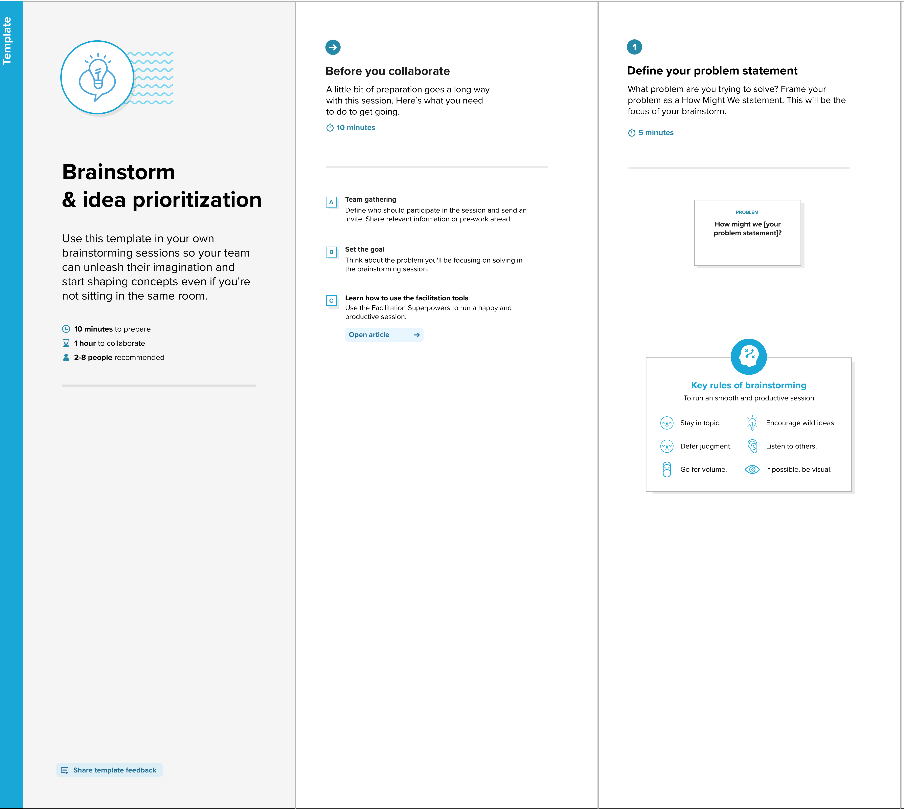 Template
Brainstorm
& idea prioritization
Use this template in your own
brainstorming sessions so your team
can unleash their imagination and
start shaping concepts even if you're
not sitting in the same room.
10 minutes to prepare
1 hour to collaborate
2-8 people recommended
Share template feedback
Before you collaborate
A little bit of preparation goes a long way
with this session. Here's what you need
to do to get going.
10 minutes
A
Team gathering
Define who should participate in the session and send an
invite. Share relevant information or pre-work ahead.
B
Set the goal
Think about the problem you'll be focusing on solving in
the brainstorming session.
C
Learn how to use the facilitation tools
Use the Facilitation Superpowers to run a happy and
productive session.
Open article
1
Define your problem statement
What problem are you trying to solve? Frame your
problem as a How Might We statement. This will be the
focus of your brainstorm.
5 minutes
PROBLEM
How might we [your
problem statement]?
Key rules of brainstorming
To run an smooth and productive session
Stay in topic.
Encourage wild ideas.
Defer judgment.
Listen to others.
Go for volume.
If possible, be visual.